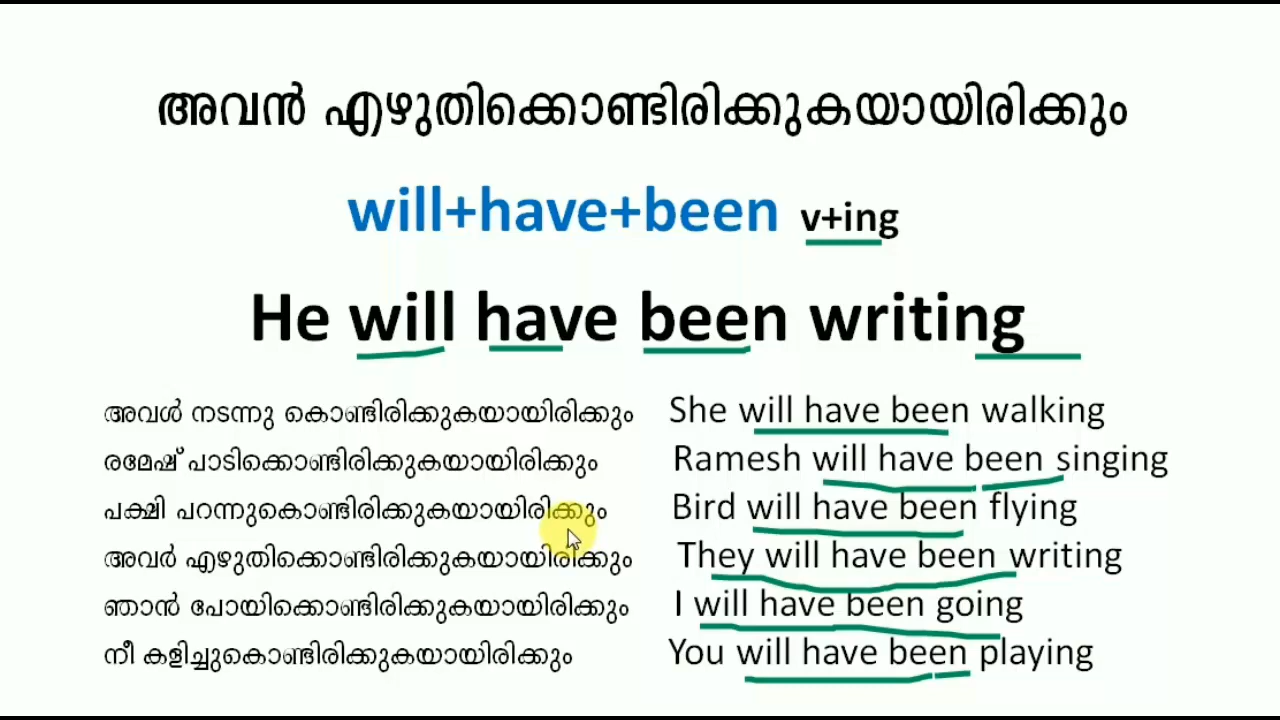 അവൻ എഴുതിക്കൊണ്ടിരിക്കുകയായിരിക്കും
will+have+been v+ing
He will have been writing
അവൾ നടന്നു കൊണ്ടിരിക്കുകയായിരിക്കും She will have been walking
രമേഷ് പാടിക്കൊണ്ടിരിക്കുകയായിരിക്കും Ramesh will have been singing
പക്ഷി പറന്നുകൊണ്ടിരിക്കുകയായിരിക്കും Bird will have been flying
അവർ എഴുതിക്കൊണ്ടിരിക്കുകയായിരിക്കും They will have been writing
ഞാൻ പോയിക്കൊണ്ടിരിക്കുകയായിരിക്കും I will have been going
നീ കളിച്ചുകൊണ്ടിരിക്കുകയായിരിക്കും You will have been playing